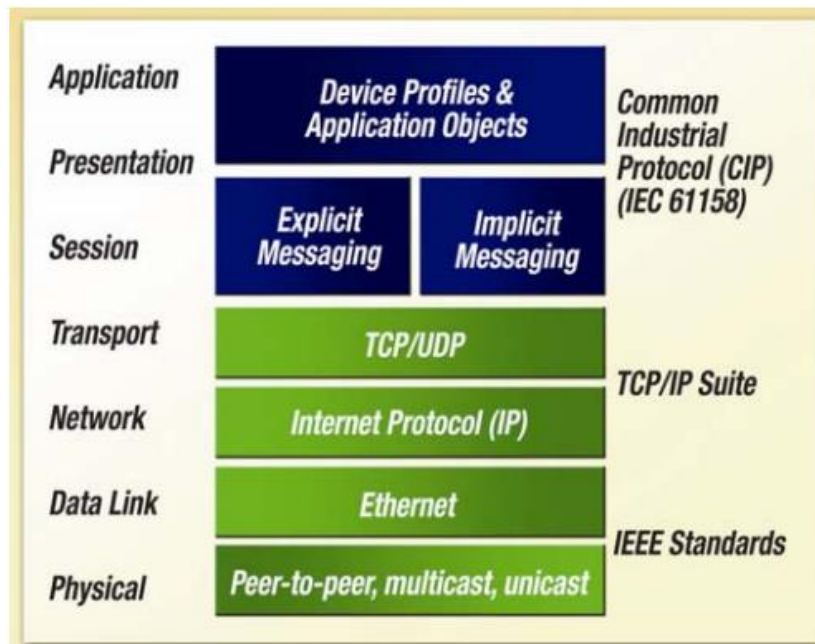 Application
Presentation
Session
Transport
Network
Data Link
Physical
Device Profiles &
Application Objects
Explicit
Messaging
Implicit
Messaging
TCP/UDP
Internet Protocol (IP)
Ethernet
Peer-to-peer, multicast, unicast
Common
Industrial
Protocol (CIP)
(IEC 61158)
TCP/IP Suite
IEEE Standards